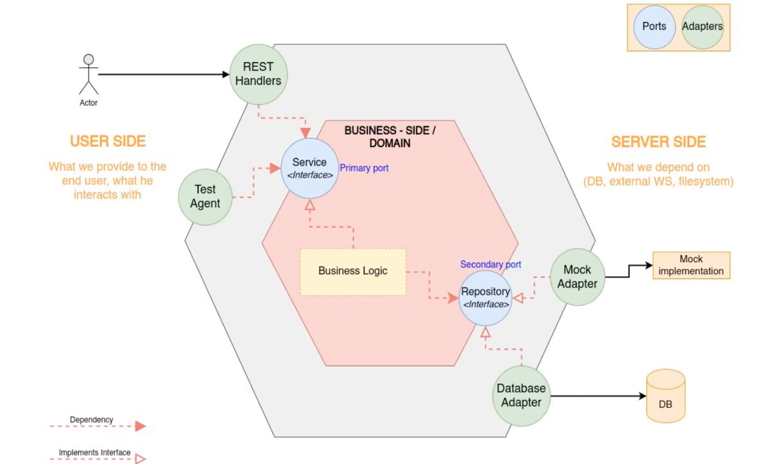 Ports
Adapters
REST
Handlers
Actor
USER SIDE
What we provide to the
end user, what he
interacts with
BUSINESS - SIDE /
DOMAIN
SERVER SIDE
What we depend on
(DB, external WS, filesystem)
Service
<Interface>
Primary port
Test
Agent
Business Logic
Secondary port
Repository
<Interface>
Mock
Adapter
Mock
implementation
Database
Adapter
DB
Dependency
Implements Interface